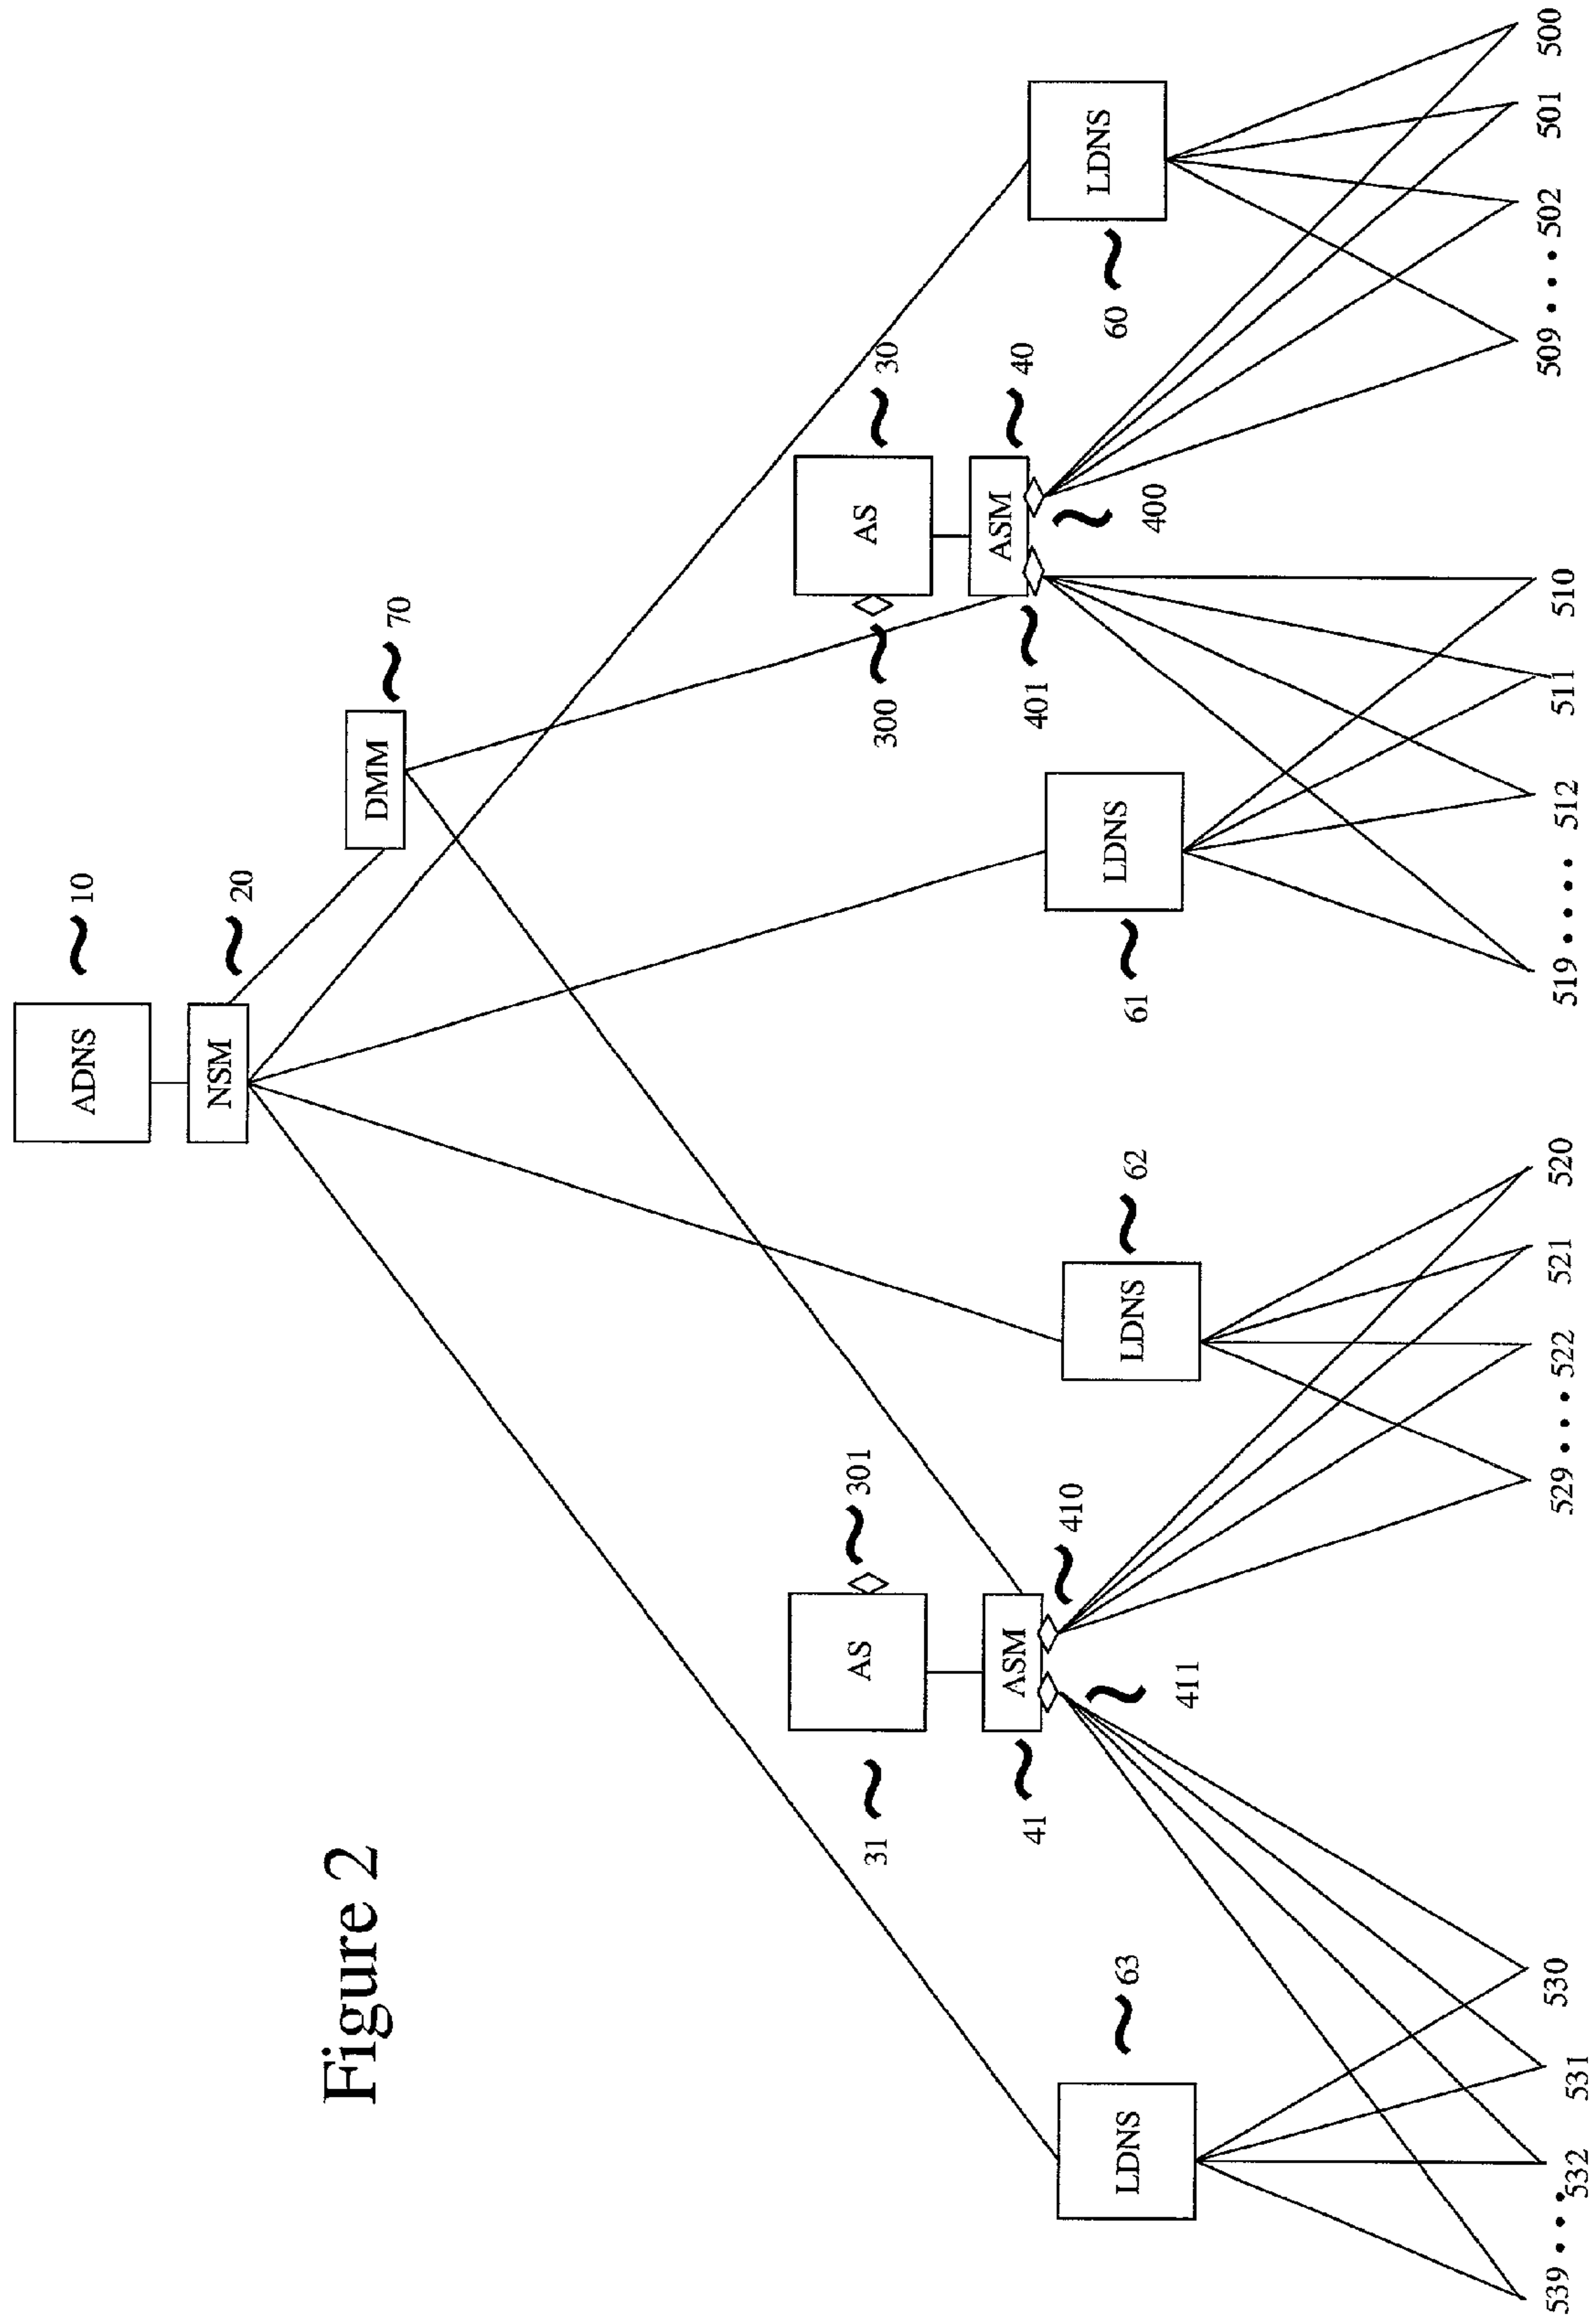 Figure 2
ADNS
10
NSM
20
DMM
70
AS
31
301
AS
300
30
ASM
41
411
410
ASM
401
400
40
LDNS
63
LDNS
62
LDNS
61
LDNS
60
539 • • • 532 531 530
529 • • • 522 521 520
519 • • • • 512 511 510
509 • • • 502 501 500